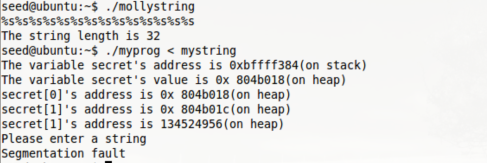 seed@ubuntu:~$ ./mollystring
%s%s%s%s%s%s%s%s%s%s%s%s%s%s%s%s
The string length is 32
seed@ubuntu:~$ ./myprog < mystring
The variable secret's address is 0xbffff384(on stack)
The variable secret's value is 0x 804b018(on heap)
secret[0]'s address is 0x 804b018(on heap)
secret[1]'s address is 0x 804b01c(on heap)
secret[1]'s address is 134524956(on heap)
Please enter a string
Segmentation fault